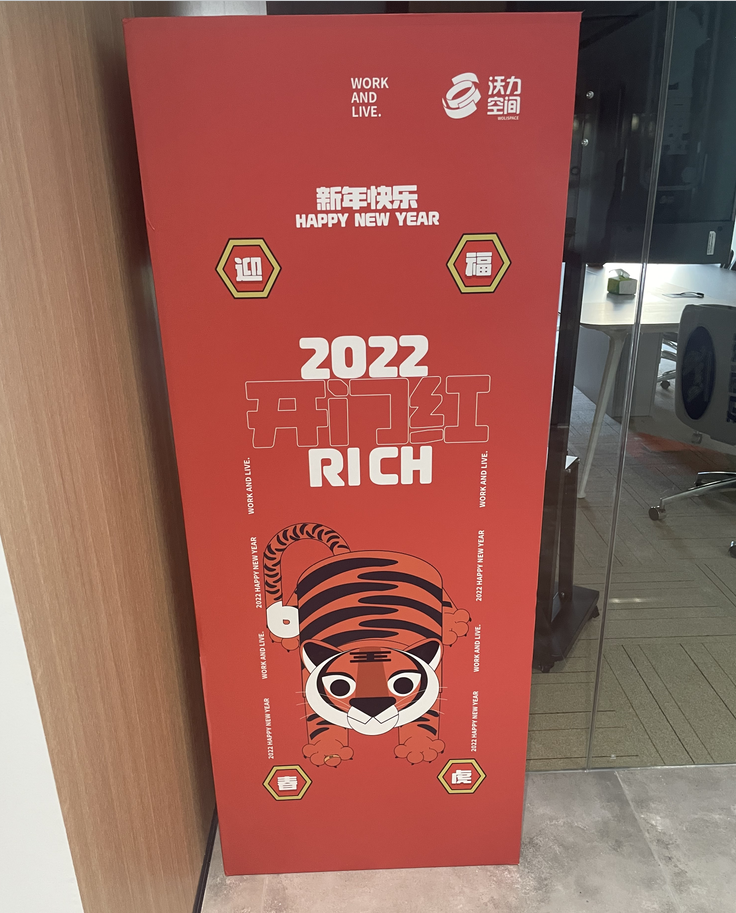 WORK
AND
LIVE.
沃力
空间
WOLISPACE
新年快乐
HAPPY NEW YEAR
迎
福
2022
开门红
RICH
WORK AND LIVE.
2022 HAPPY NEW YEAR
WORK AND LIVE.
2022 HAPPY NEW YEAR
WORK AND LIVE.
2022 HAPPY NEW YEAR
WORK AND LIVE.
2022 HAPPY NEW YEAR
春
虎